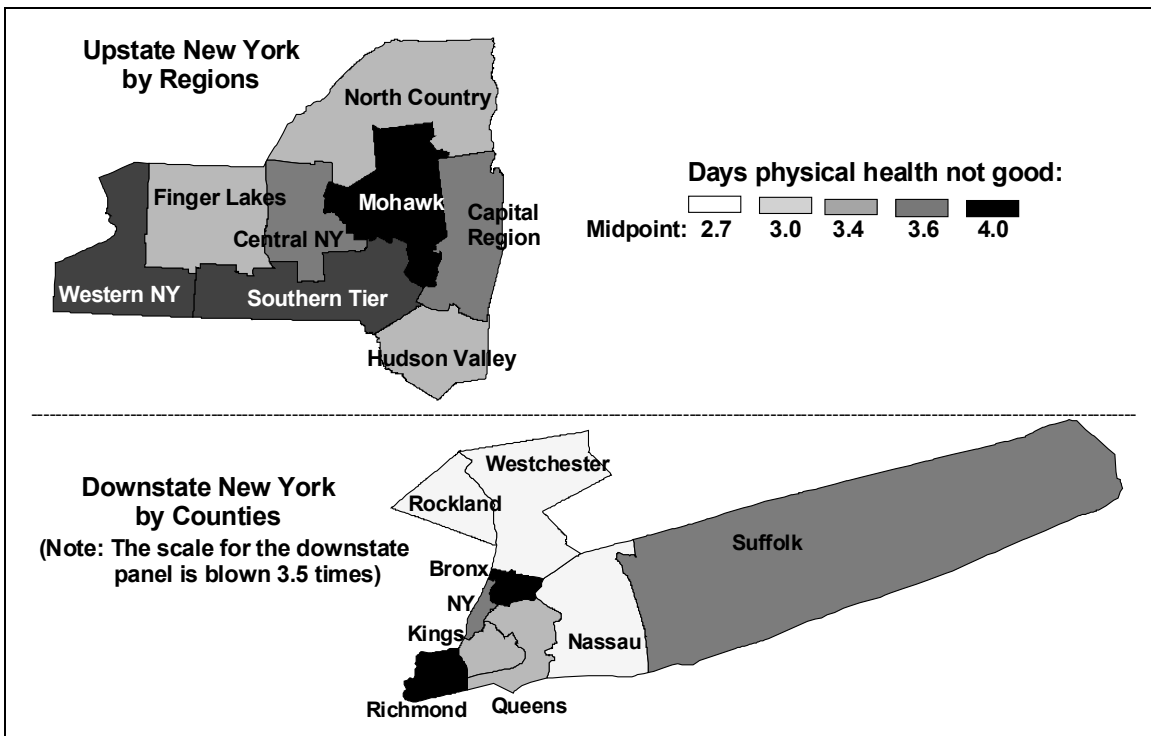 Upstate New York
by Regions
North Country
Finger Lakes
Mohawk
Central NY
Capital
Region
Western NY
Southern Tier
Hudson Valley
Days physical health not good:
Midpoint: 2.7 3.0 3.4 3.6 4.0
Downstate New York
by Counties
(Note: The scale for the downstate
panel is blown 3.5 times)
Westchester
Rockland
Suffolk
Bronx
NY
Kings
Nassau
Queens
Richmond